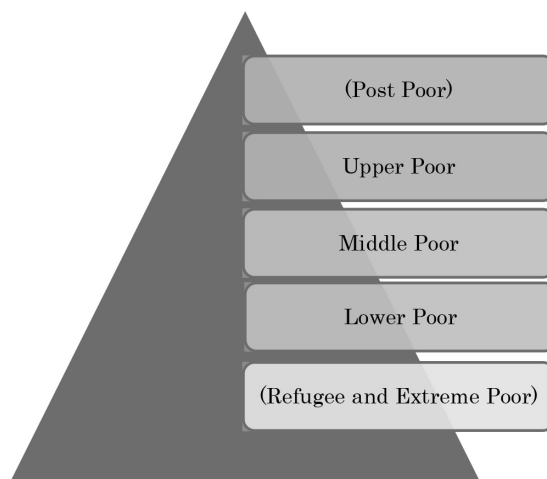 (Post Poor)
Upper Poor
Middle Poor
Lower Poor
(Refugee and Extreme Poor)